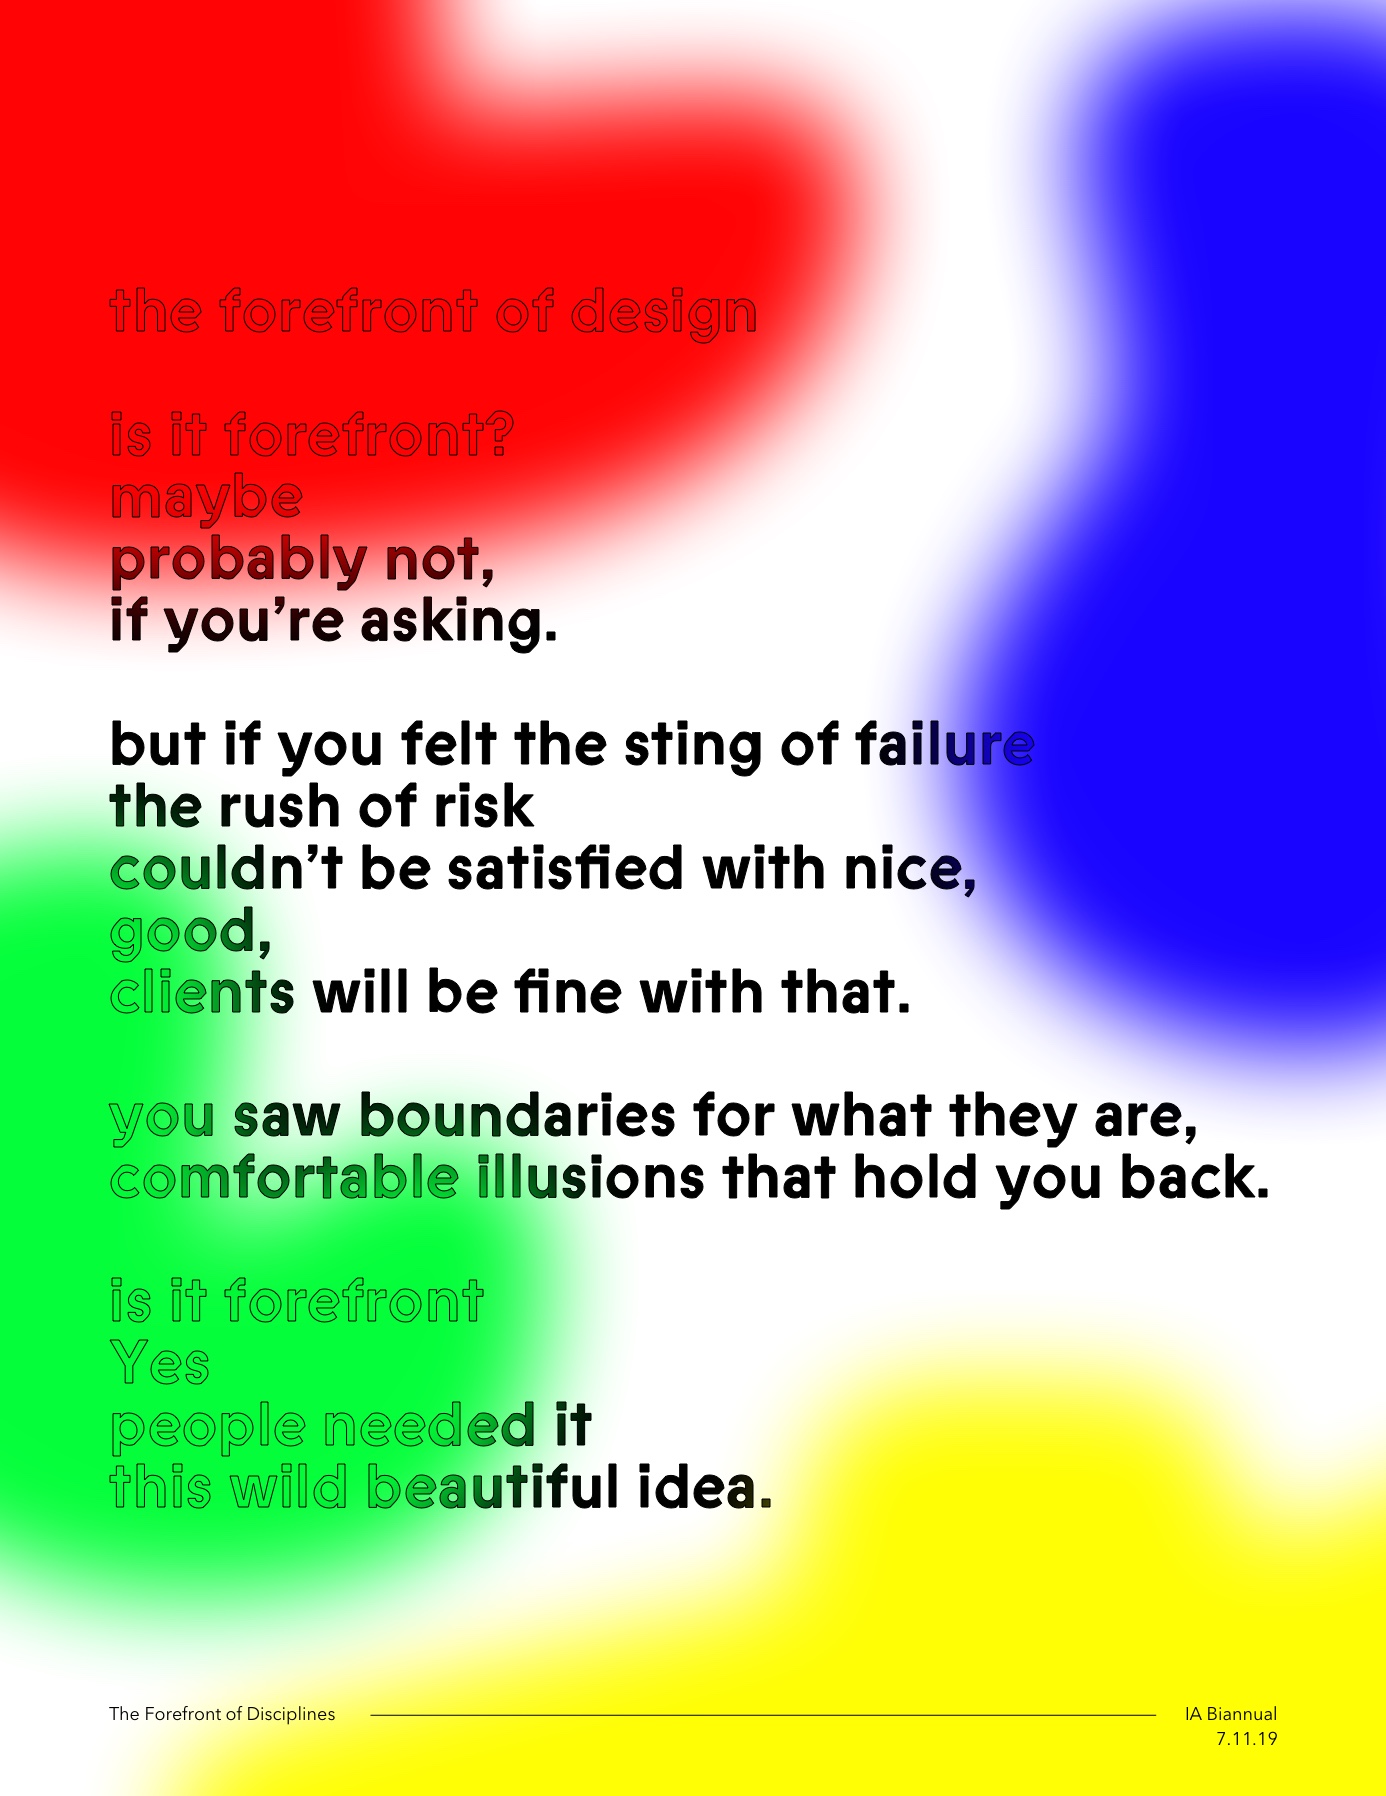 the forefront of design
is it forefront?
maybe
probably not,
if you’re asking.
but if you felt the sting of failure
the rush of risk
couldn’t be satisfied with nice,
good,
clients will be fine with that.
you saw boundaries for what they are,
comfortable illusions that hold you back.
is it forefront
Yes
people needed it
this wild beautiful idea.
The Forefront of Disciplines
IA Biannual
7.11.19